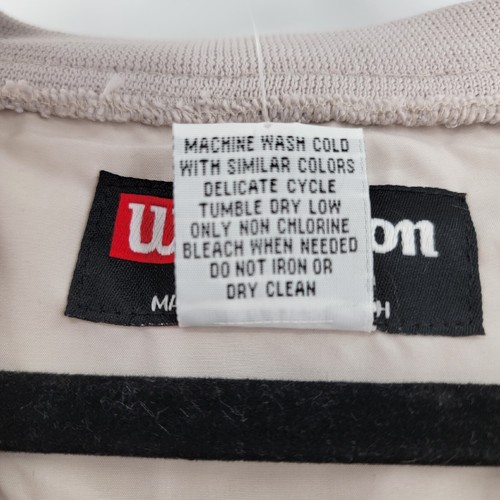 MACHINE WASH COLD
WITH SIMILAR COLORS
DELICATE CYCLE
TUMBLE DRY LOW
ONLY NON CHLORINE
BLEACH WHEN NEEDED
DO NOT IRON OR
DRY CLEAN